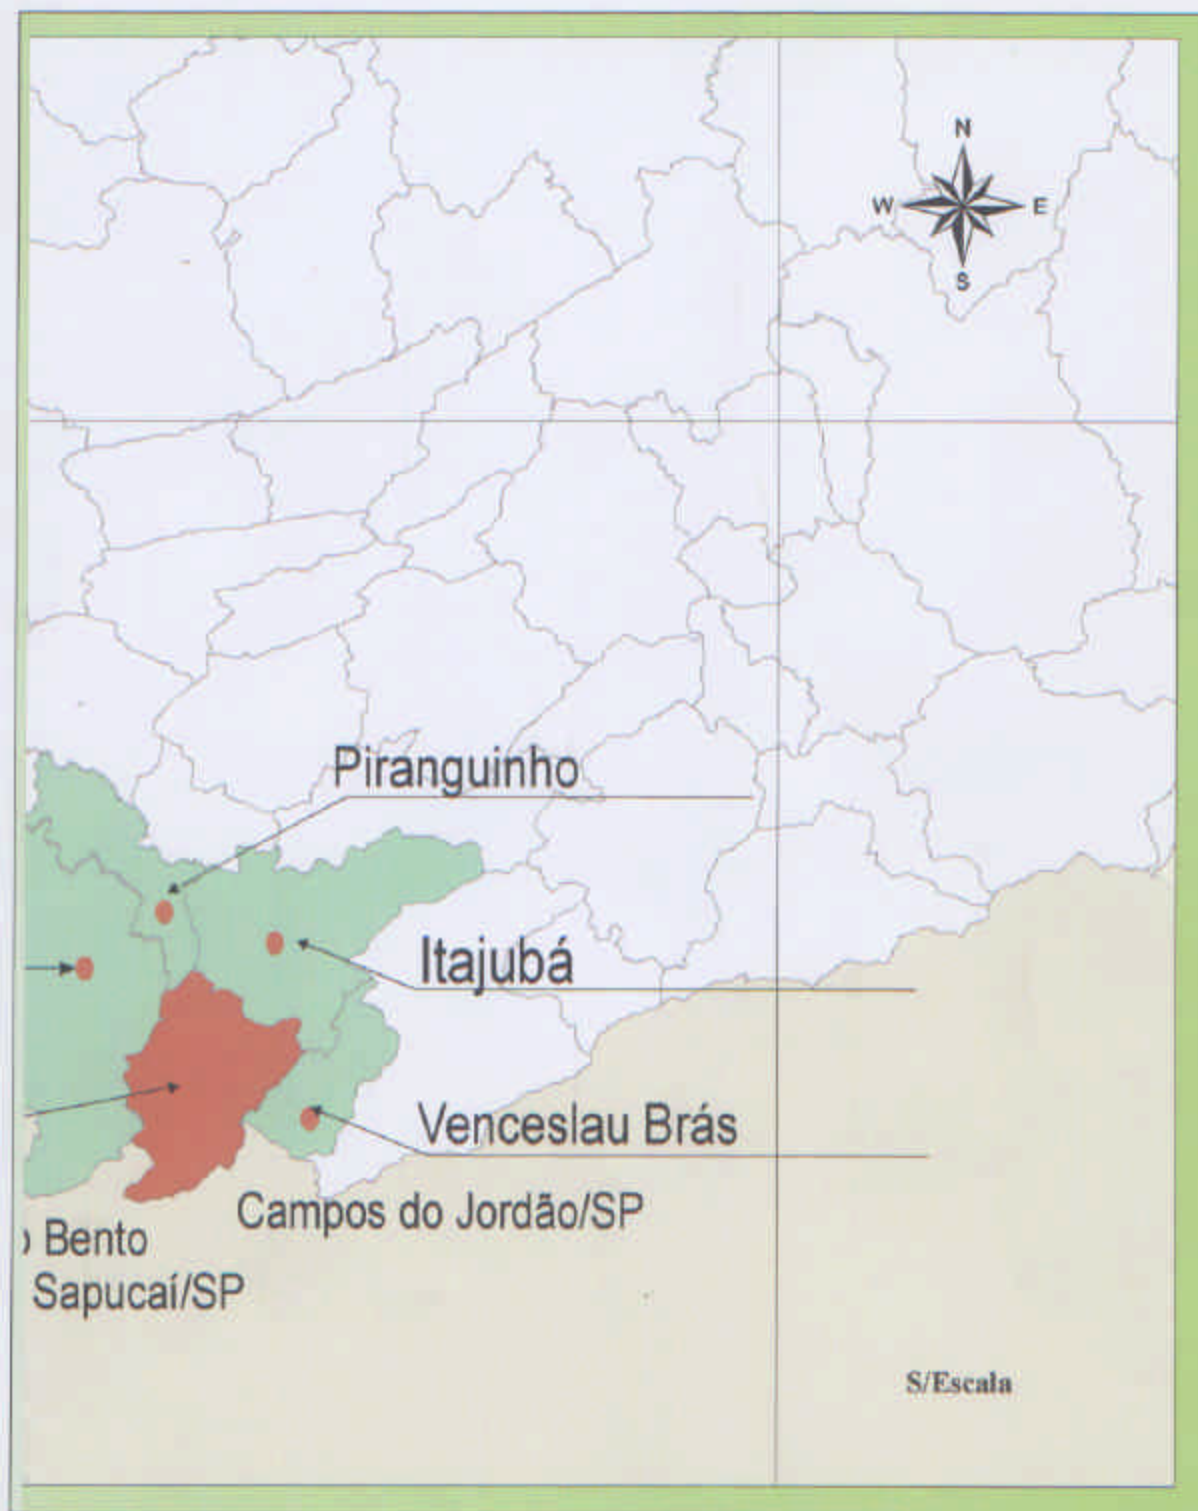 N
W E
S
Piranguinho
Itajubá
Venceslau Brás
Campos do Jordão/SP
Bento
Sapucaí/SP
S/Escala